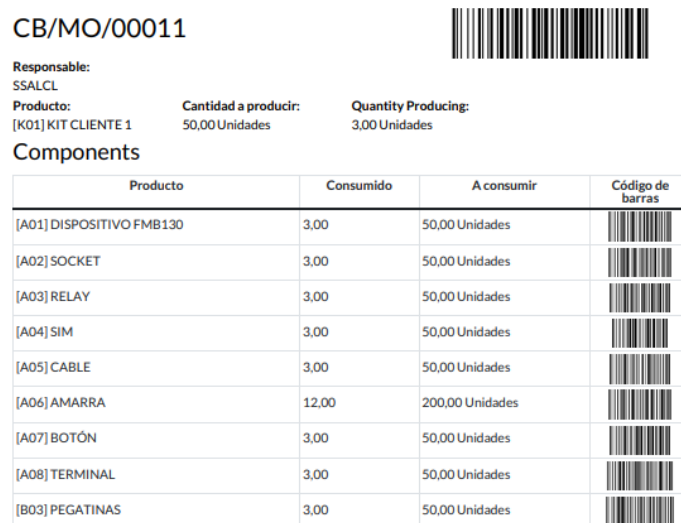 CB/MO/00011
Responsable:
SSALCL
Producto: Cantidad a producir: Quantity Producing:
[K01] KIT CLIENTE 1 50,00 Unidades 3,00 Unidades
Components
Producto Consumido A consumir Código de barras
[A01] DISPOSITIVO FMB130 3,00 50,00 Unidades
[A02] SOCKET 3,00 50,00 Unidades
[A03] RELAY 3,00 50,00 Unidades
[A04] SIM 3,00 50,00 Unidades
[A05] CABLE 3,00 50,00 Unidades
[A06] AMARRA 12,00 200,00 Unidades
[A07] BOTÓN 3,00 50,00 Unidades
[A08] TERMINAL 3,00 50,00 Unidades
[B03] PEGATINAS 3,00 50,00 Unidades